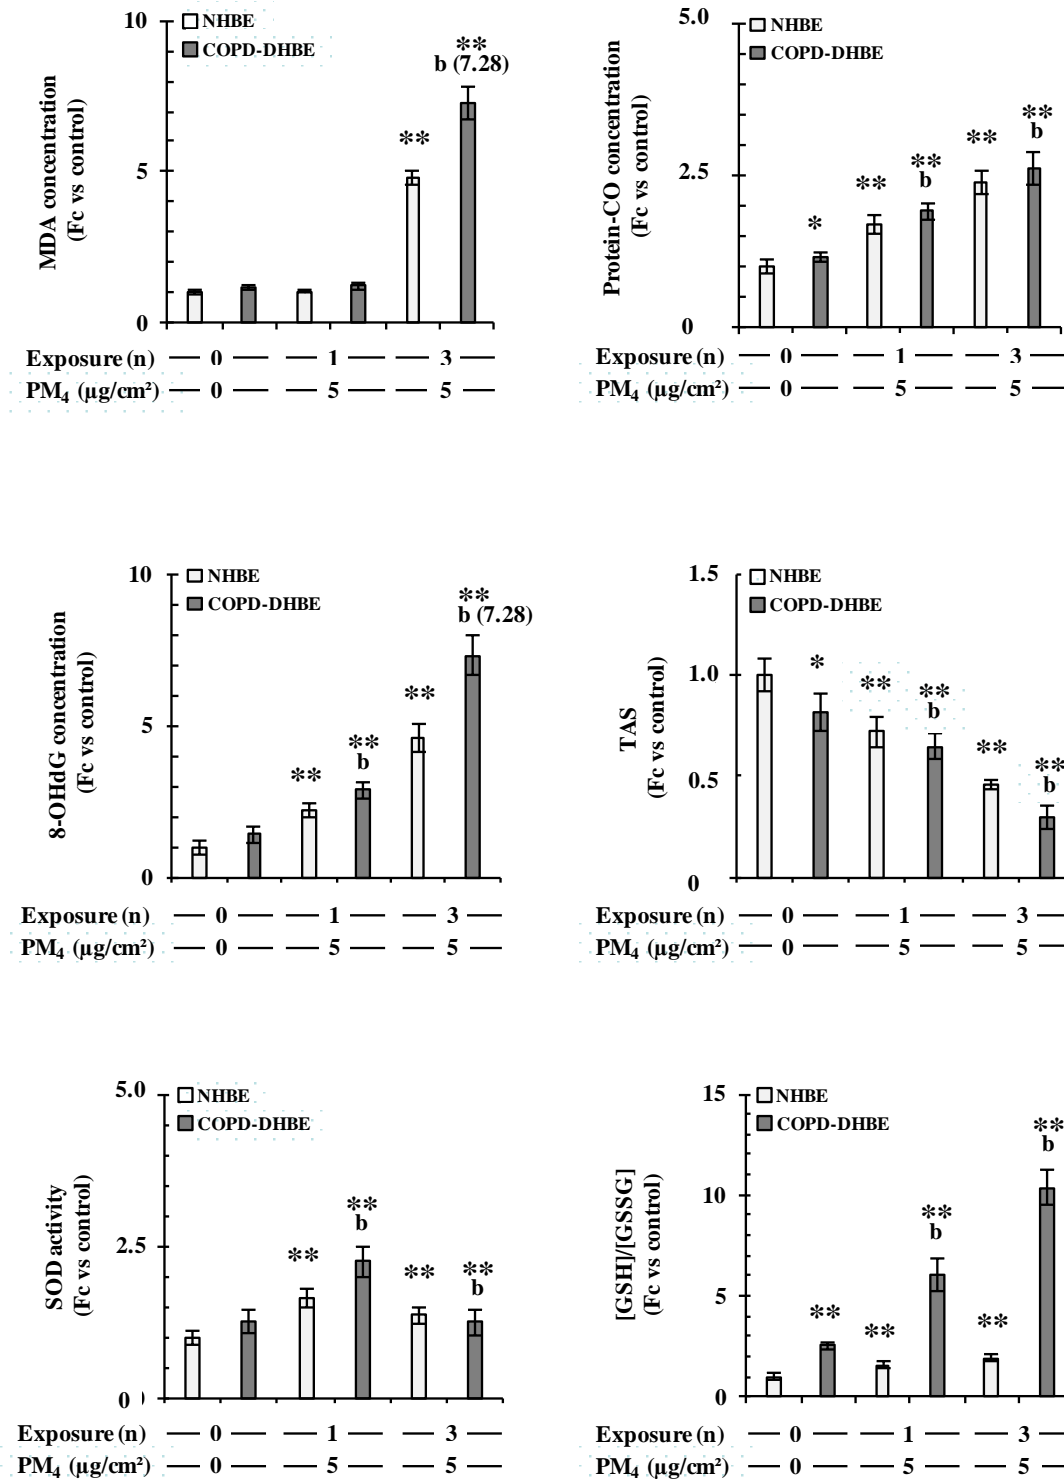 10
5
0
MDA concentration
(Fc vs control)
NHBE
COPD-DHBE
**
**
b (7.28)
Exposure (n) 0 1 3
PM₄ (µg/cm²) 0 5 5
5.0
2.5
0
Protein-CO concentration
(Fc vs control)
NHBE
COPD-DHBE
*
**
**
b
**
**
b
Exposure (n) 0 1 3
PM₄ (µg/cm²) 0 5 5
10
5
0
8-OHdG concentration
(Fc vs control)
NHBE
COPD-DHBE
**
**
b
**
**
b (7.28)
Exposure (n) 0 1 3
PM₄ (µg/cm²) 0 5 5
1.5
1.0
0.5
0
TAS
(Fc vs control)
NHBE
COPD-DHBE
*
**
**
b
**
**
b
Exposure (n) 0 1 3
PM₄ (µg/cm²) 0 5 5
5.0
2.5
0
SOD activity
(Fc vs control)
NHBE
COPD-DHBE
**
**
b
**
**
b
Exposure (n) 0 1 3
PM₄ (µg/cm²) 0 5 5
15
10
5
0
[GSH]/[GSSG]
(Fc vs control)
NHBE
COPD-DHBE
**
**
**
b
**
**
b
Exposure (n) 0 1 3
PM₄ (µg/cm²) 0 5 5